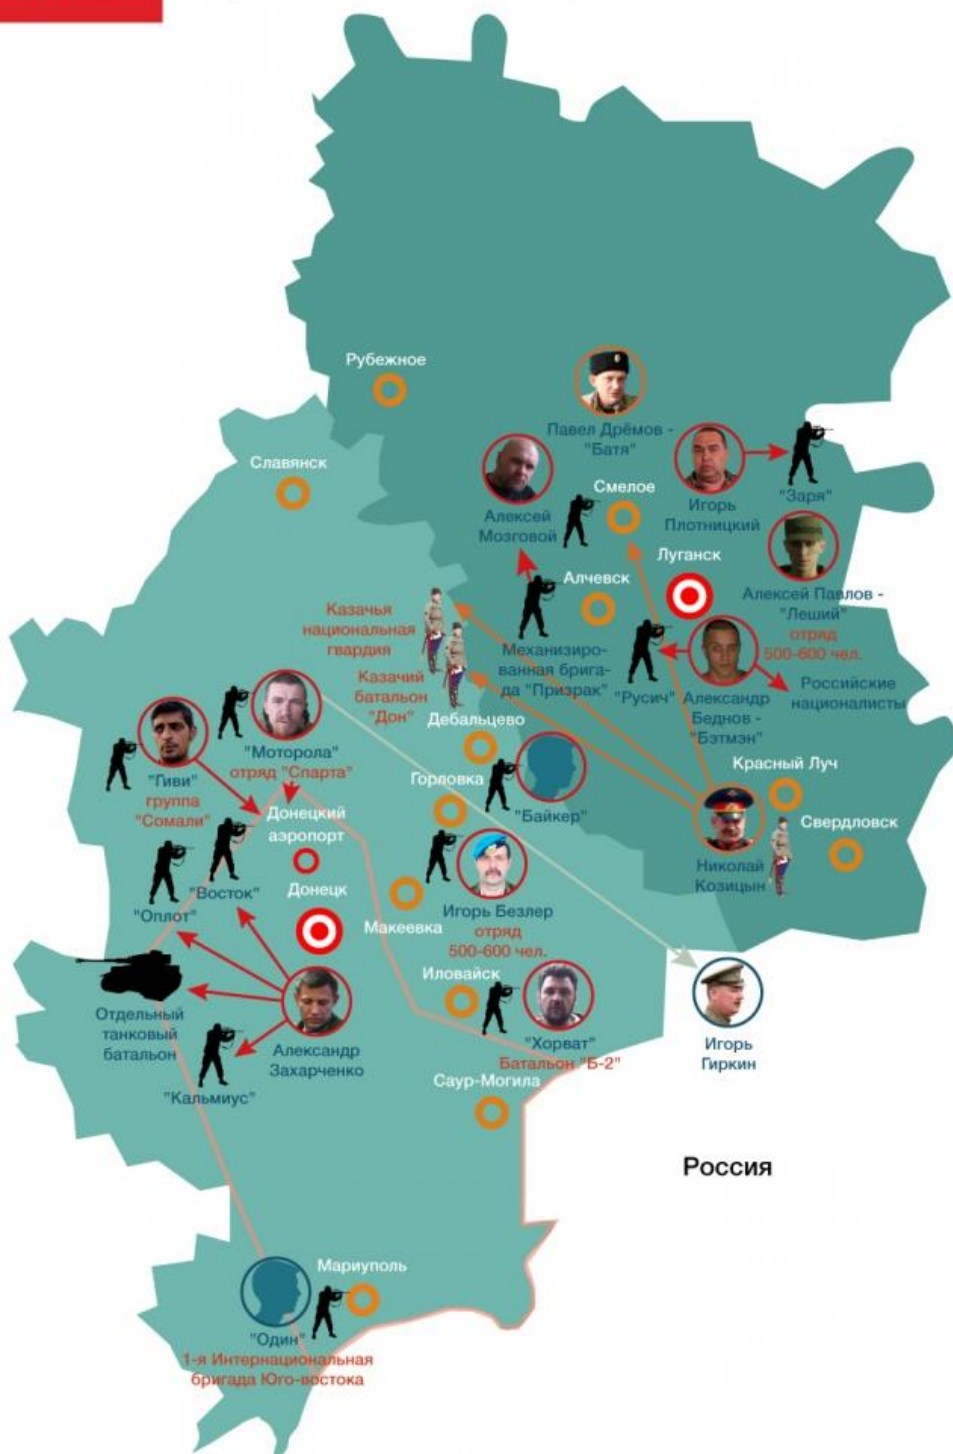 Рубежное
Павел Дрёмов -
"Батя"
Славянск
Алексей
Мозговой
Смелое
Игорь
Плотницкий
"Заря"
Луганск
Алчевск
Алексей Павлов -
"Леший"
отряд
500-600 чел.
Казачья
национальная
гвардия
Казачий
батальон
"Дон"
Механизиро-
ванная брига-
да "Призрак"
"Русич"
Александр
Беднов -
"Бэтмэн"
Российские
националисты
Дебальцево
"Моторола"
отряд "Спарта"
"Гиви"
группа
"Сомали"
Горловка
"Байкер"
Красный Луч
Свердловск
Донецкий
аэропорт
Николай
Козицын
"Восток"
"Оплот"
Донецк
Макеевка
Игорь Безлер
отряд
500-600 чел.
Иловайск
Отдельный
танковый
батальон
Александр
Захарченко
"Кальмиус"
"Хорват"
Батальон "Б-2"
Игорь
Гиркин
Саур-Могила
Россия
Мариуполь
"Один"
1-я Интернациональная
бригада Юго-востока